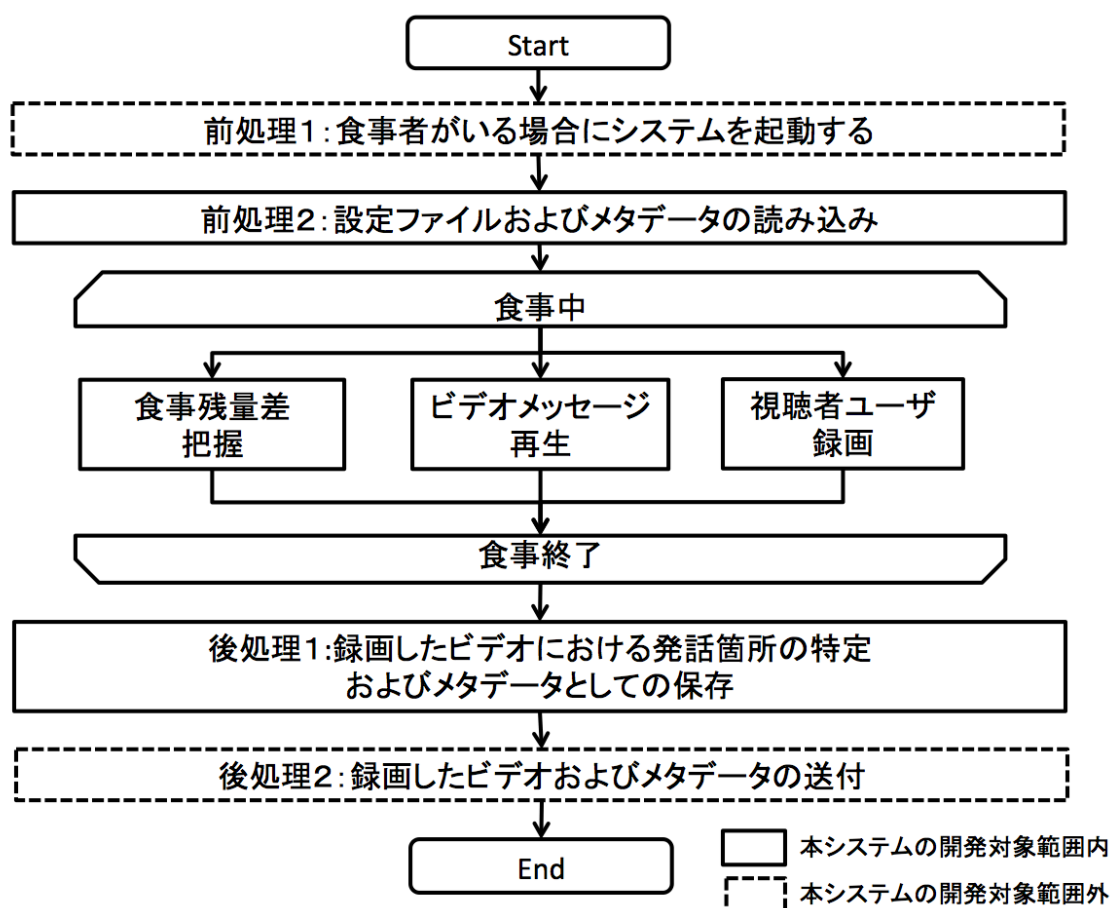 Start
前処理1:食事者がいる場合にシステムを起動する
前処理2:設定ファイルおよびメタデータの読み込み
食事中
食事残量差
把握
ビデオメッセージ
再生
視聴者ユーザ
録画
食事終了
後処理1:録画したビデオにおける発話箇所の特定
およびメタデータとしての保存
後処理2:録画したビデオおよびメタデータの送付
End
本システムの開発対象範囲内
本システムの開発対象範囲外